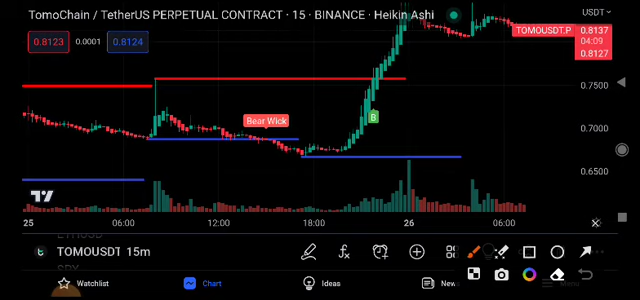 TomoChain / TetherUS PERPETUAL CONTRACT · 15 · BINANCE · Heikin Ashi
USDT
0.8123 0.0001 0.8124
TOMOUSDT.P 0.8137
04:09
0.8127
0.7500
Bear Wick
B
0.7000
0.6500
25 06:00 12:00 18:00 26 06:00
TOMOUSDT 15m
Watchlist Chart Ideas News Menu